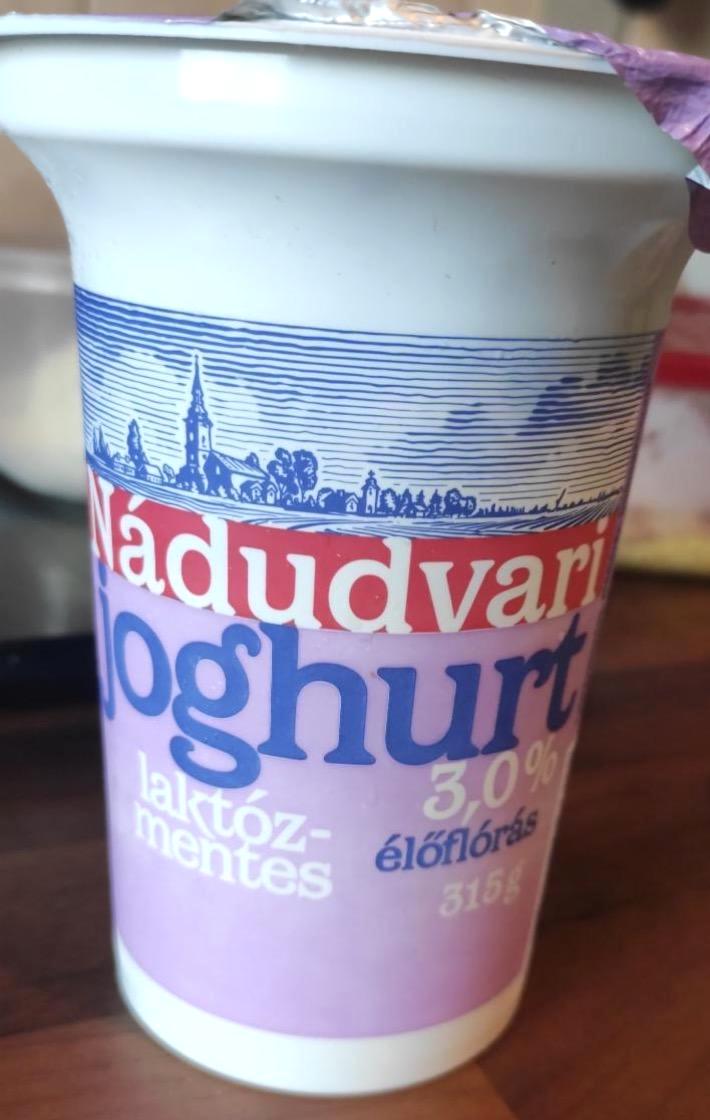 Nádudvari
joghurt
laktóz-
mentes
3,0%
élőflórás
315g